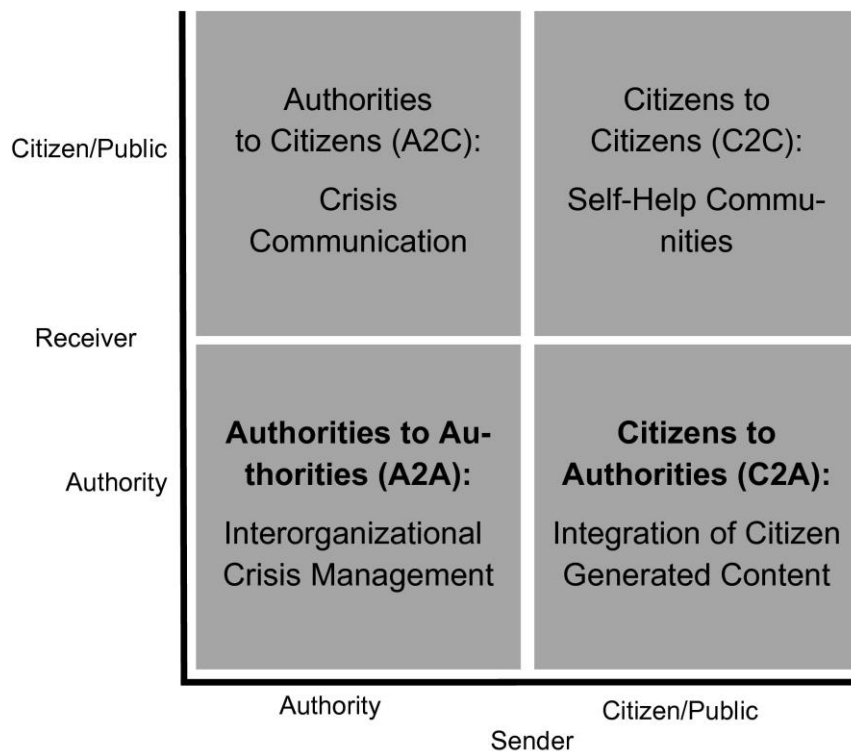 Authorities
to Citizens (A2C):
Crisis
Communication
Citizens to
Citizens (C2C):
Self-Help Commu-
nities
Citizen/Public
Receiver
Authority
Authorities to Au-
thorities (A2A):
Interorganizational
Crisis Management
Citizens to
Authorities (C2A):
Integration of Citizen
Generated Content
Authority
Citizen/Public
Sender